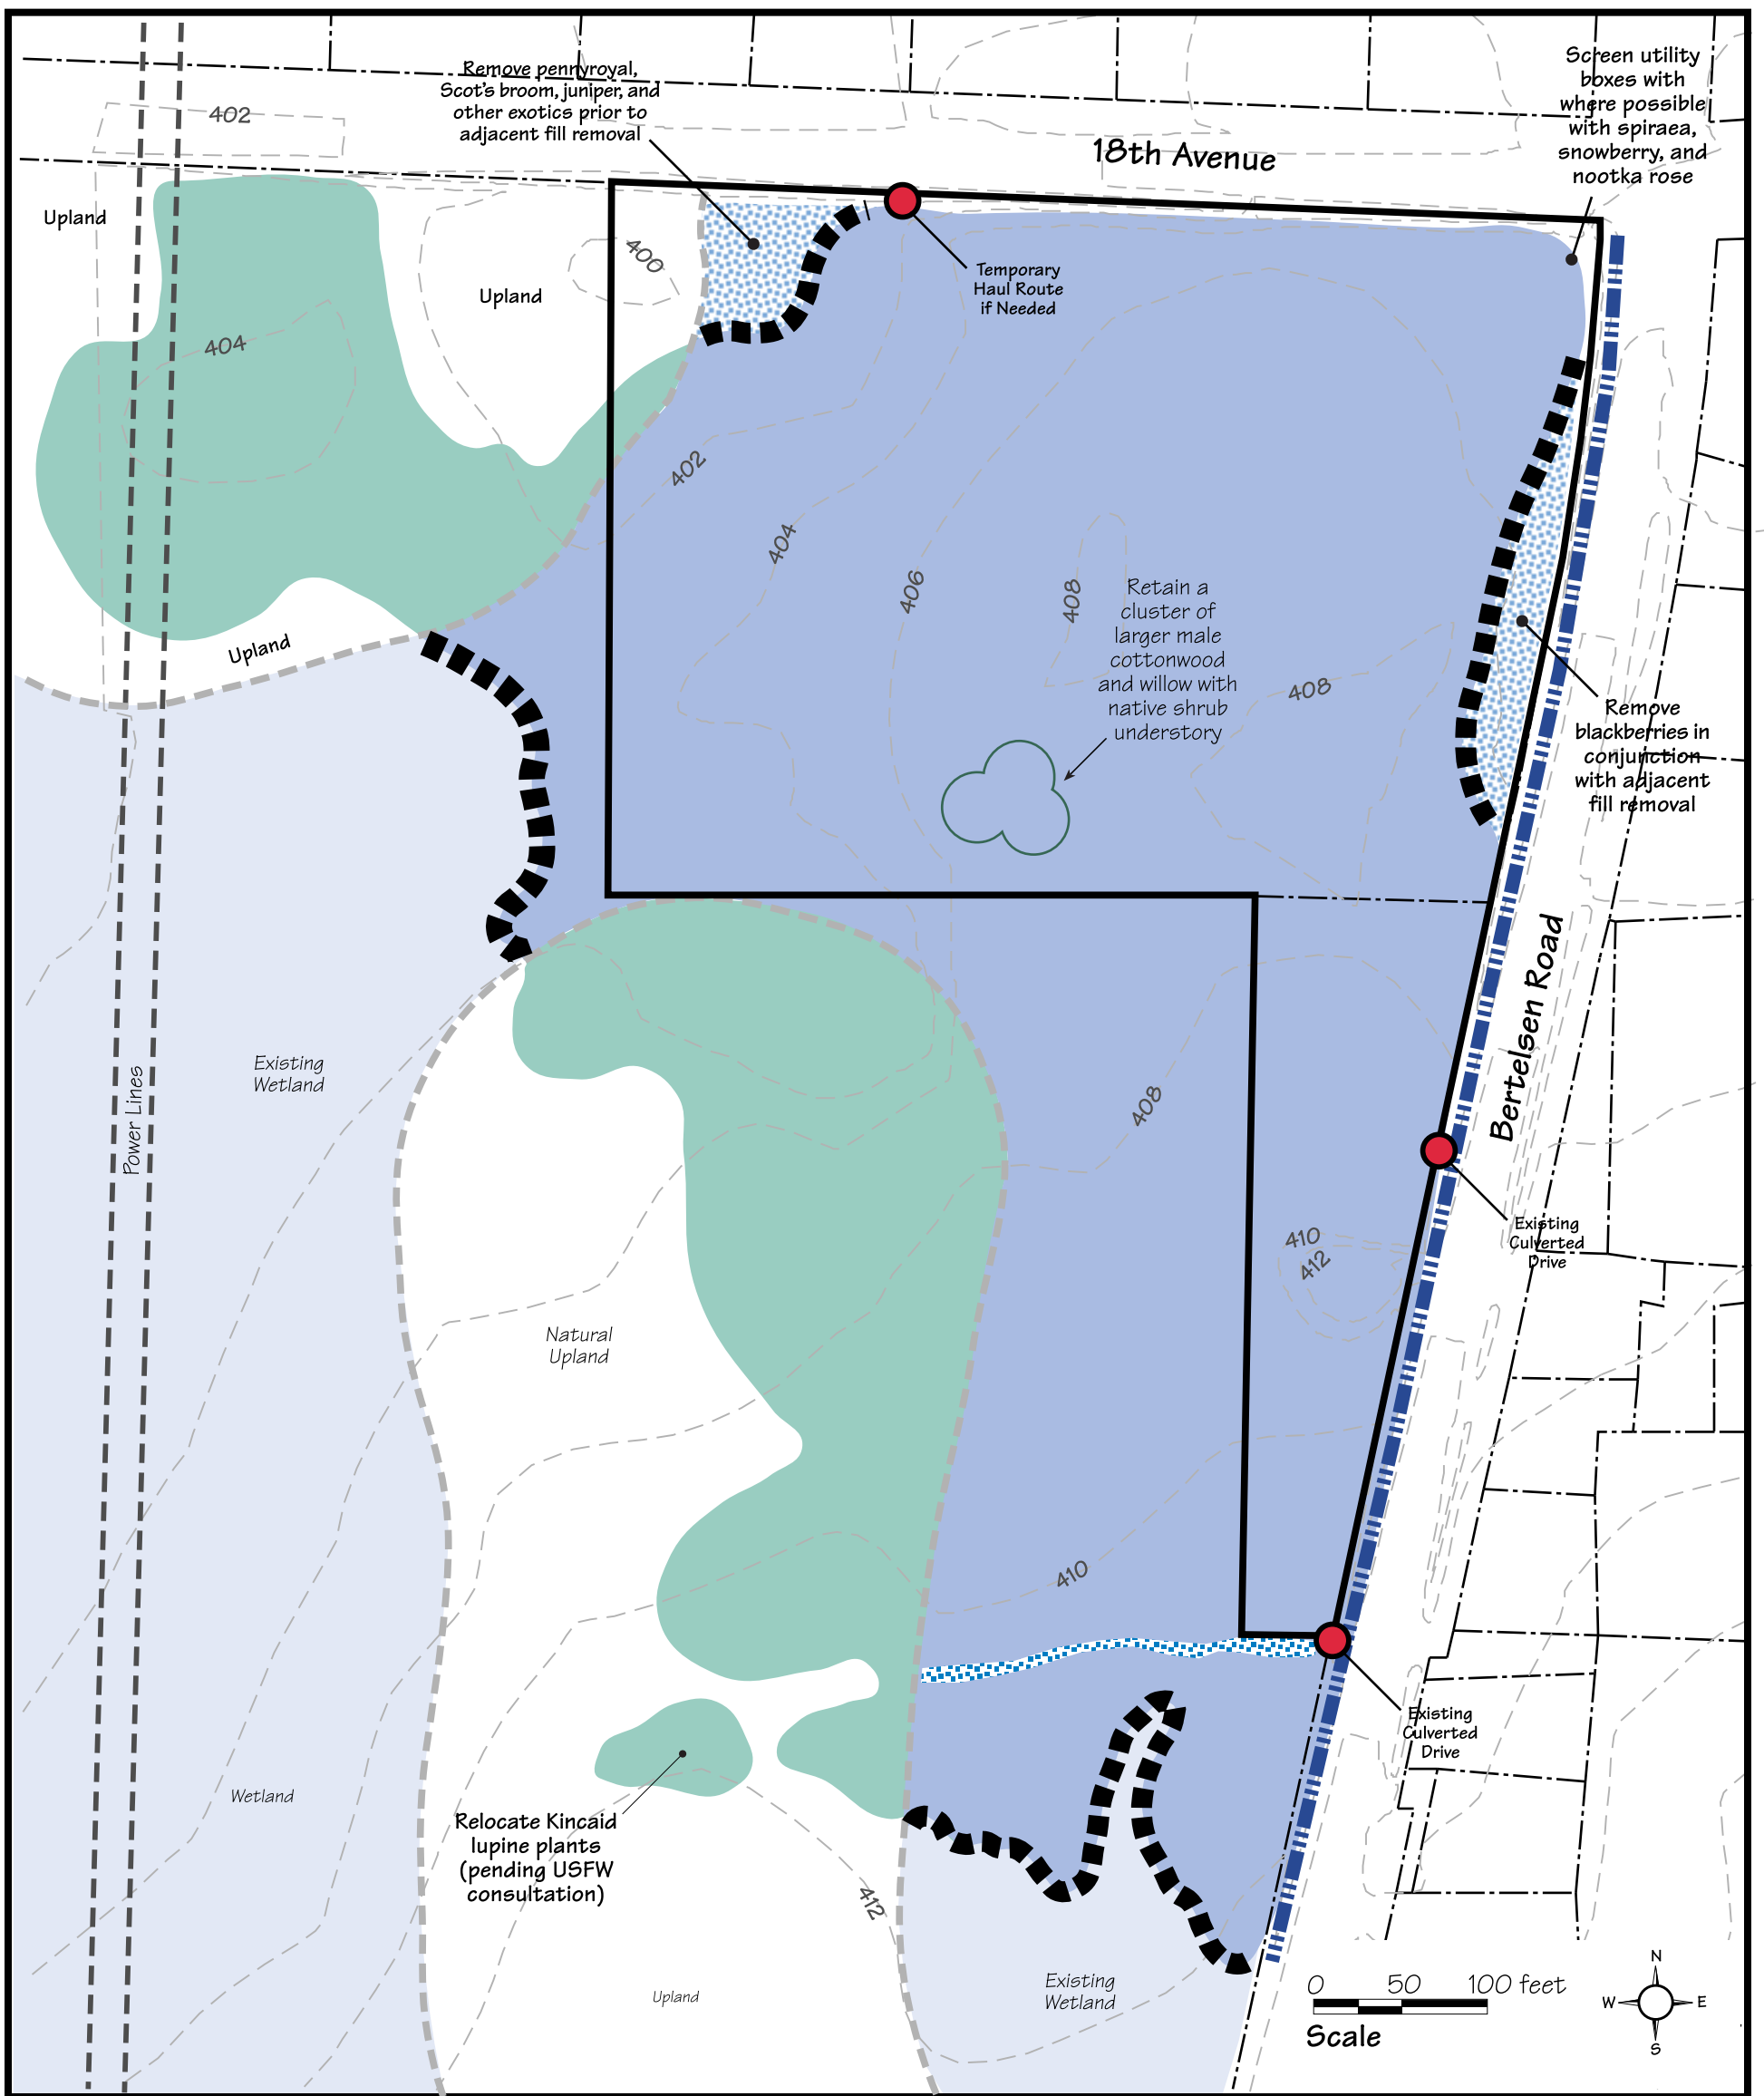 Remove pennyroyal,
Scot's broom, juniper, and
other exotics prior to
adjacent fill removal
Screen utility
boxes with
where possible
with spiraea,
snowberry, and
nootka rose
402
18th Avenue
Upland
400
Upland
Temporary
Haul Route
if Needed
404
402
404
406
408
Retain a
cluster of
larger male
cottonwood
and willow with
native shrub
understory
408
Upland
Remove
blackberries in
conjunction
with adjacent
fill removal
Bertelsen Road
Existing
Wetland
Power Lines
408
410
412
Existing
Culverted
Drive
Natural
Upland
410
Existing
Culverted
Drive
Wetland
Relocate Kincaid
lupine plants
(pending USFW
consultation)
412
Upland
Existing
Wetland
0 50 100 feet
Scale
N
W E
S